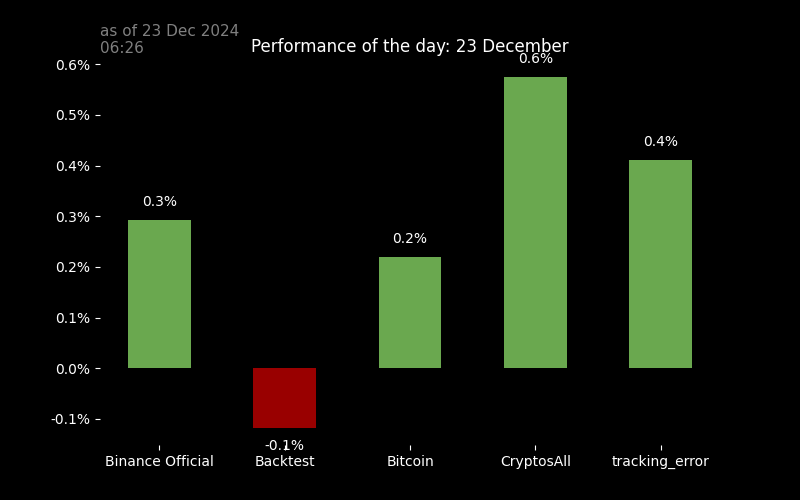 as of 23 Dec 2024
06:26
Performance of the day: 23 December
0.6%
0.5%
0.4%
0.3%
0.2%
0.1%
0.0%
-0.1%
0.3%
-0.1%
0.2%
0.6%
0.4%
Binance Official
Backtest
Bitcoin
CryptosAll
tracking_error